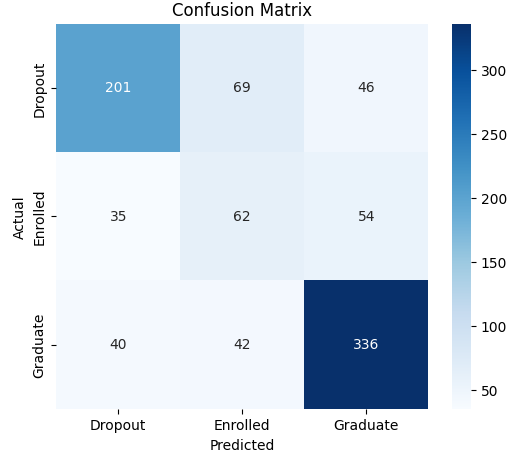 Confusion Matrix
Dropout
201 69 46
Enrolled
35 62 54
Graduate
40 42 336
Actual
Dropout Enrolled Graduate
Predicted
300
250
200
150
100
50